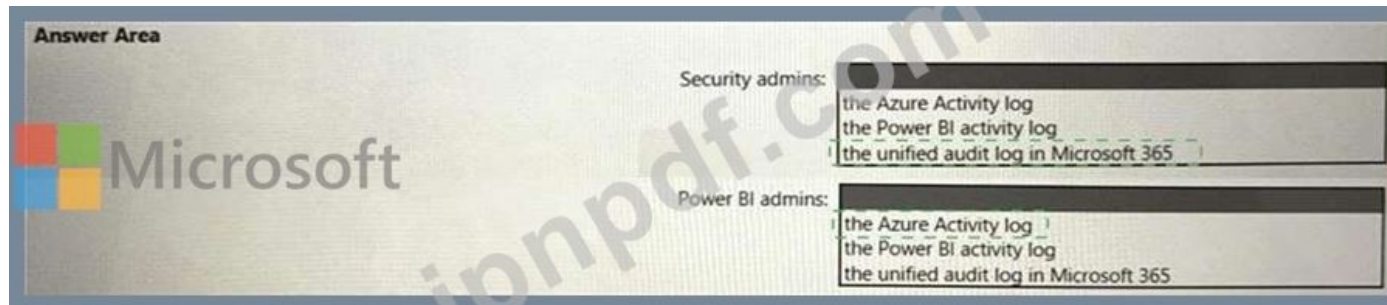 Answer Area
Security admins:
the Azure Activity log
the Power BI activity log
the unified audit log in Microsoft 365
Microsoft
Power BI admins:
the Azure Activity log
the Power BI activity log
the unified audit log in Microsoft 365
jpnpdf.com